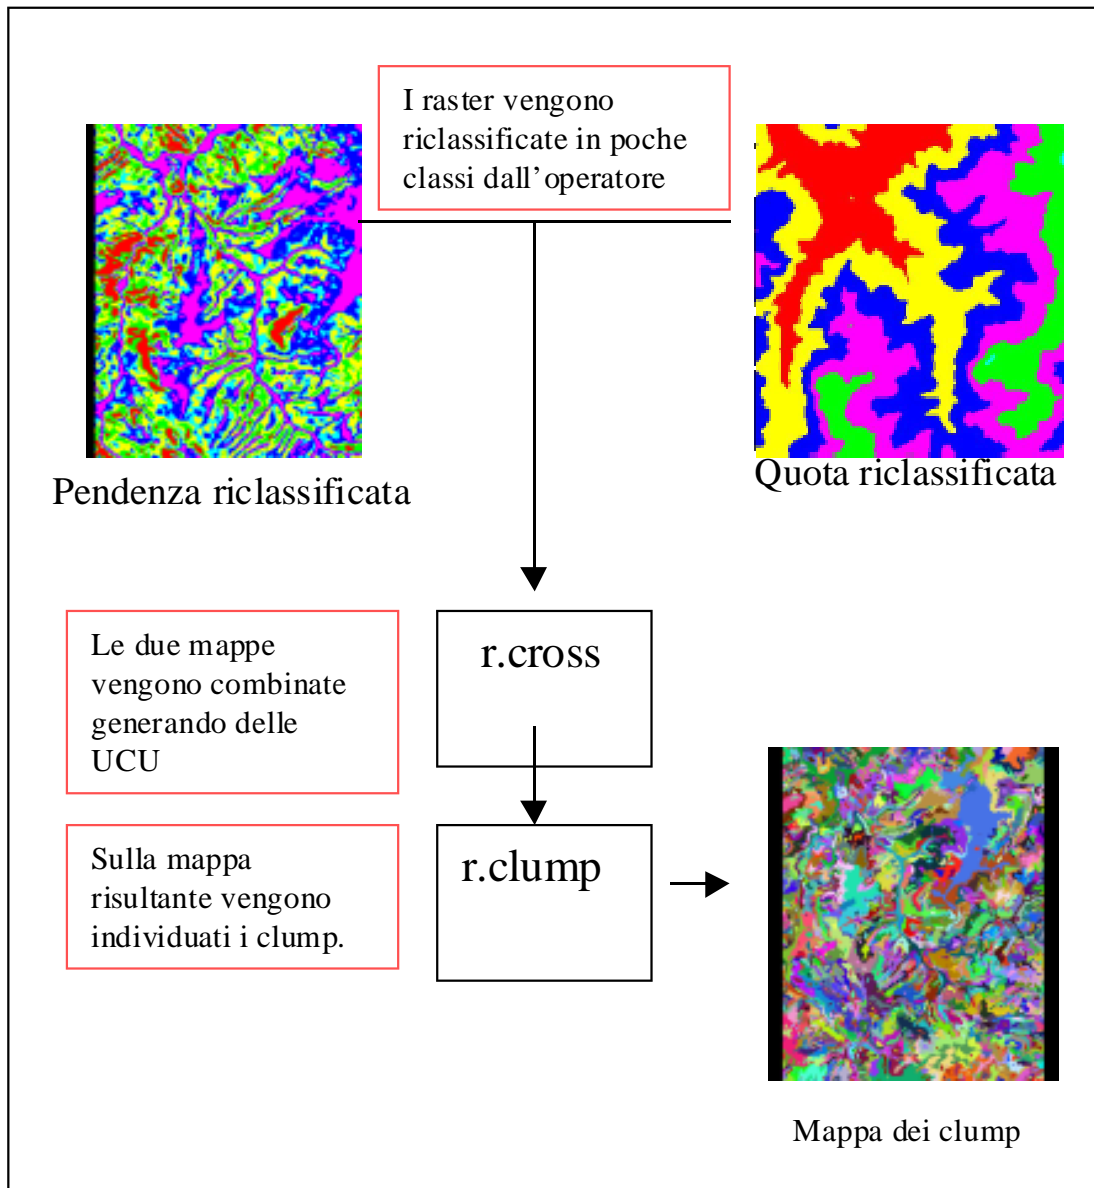 I raster vengono
riclassificate in poche
classi dall’operatore
Pendenza riclassificata
Quota riclassificata
Le due mappe
vengono combinate
generando delle
UCU
r.cross
Sulla mappa
risultante vengono
individuati i clump.
r.clump
Mappa dei clump